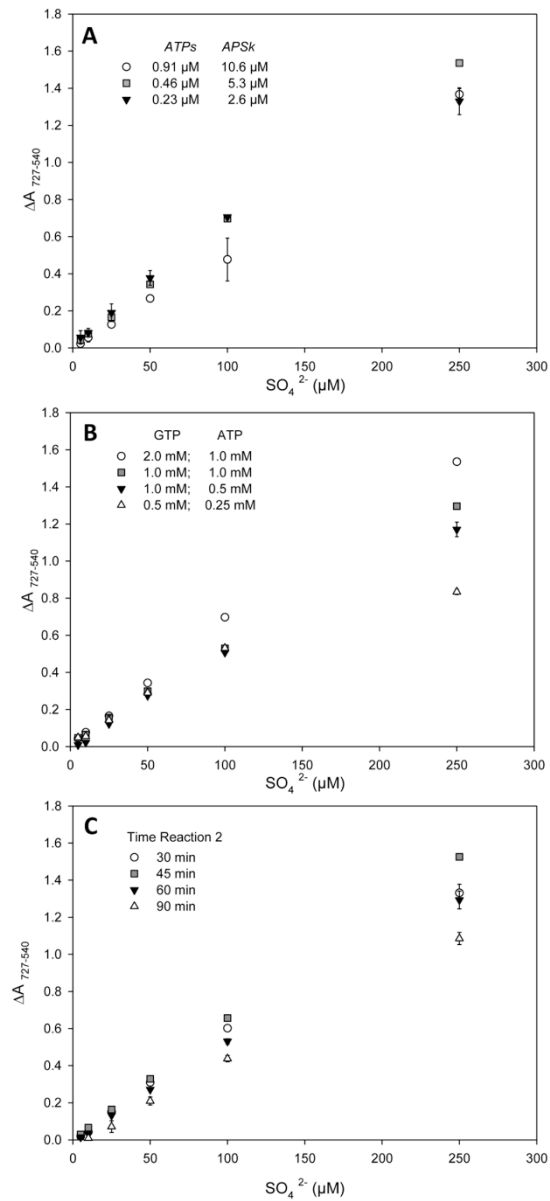 A
ATPs APSk
0.91 µM 10.6 µM
0.46 µM 5.3 µM
0.23 µM 2.6 µM
1.8
1.6
1.4
1.2
1.0
0.8
0.6
0.4
0.2
0.0
ΔA 727-540
0 50 100 150 200 250 300
SO4 2- (µM)
B
GTP ATP
2.0 mM; 1.0 mM
1.0 mM; 1.0 mM
1.0 mM; 0.5 mM
0.5 mM; 0.25 mM
1.8
1.6
1.4
1.2
1.0
0.8
0.6
0.4
0.2
0.0
ΔA 727-540
0 50 100 150 200 250 300
SO4 2- (µM)
C
Time Reaction 2
30 min
45 min
60 min
90 min
1.8
1.6
1.4
1.2
1.0
0.8
0.6
0.4
0.2
0.0
ΔA 727-540
0 50 100 150 200 250 300
SO4 2- (µM)